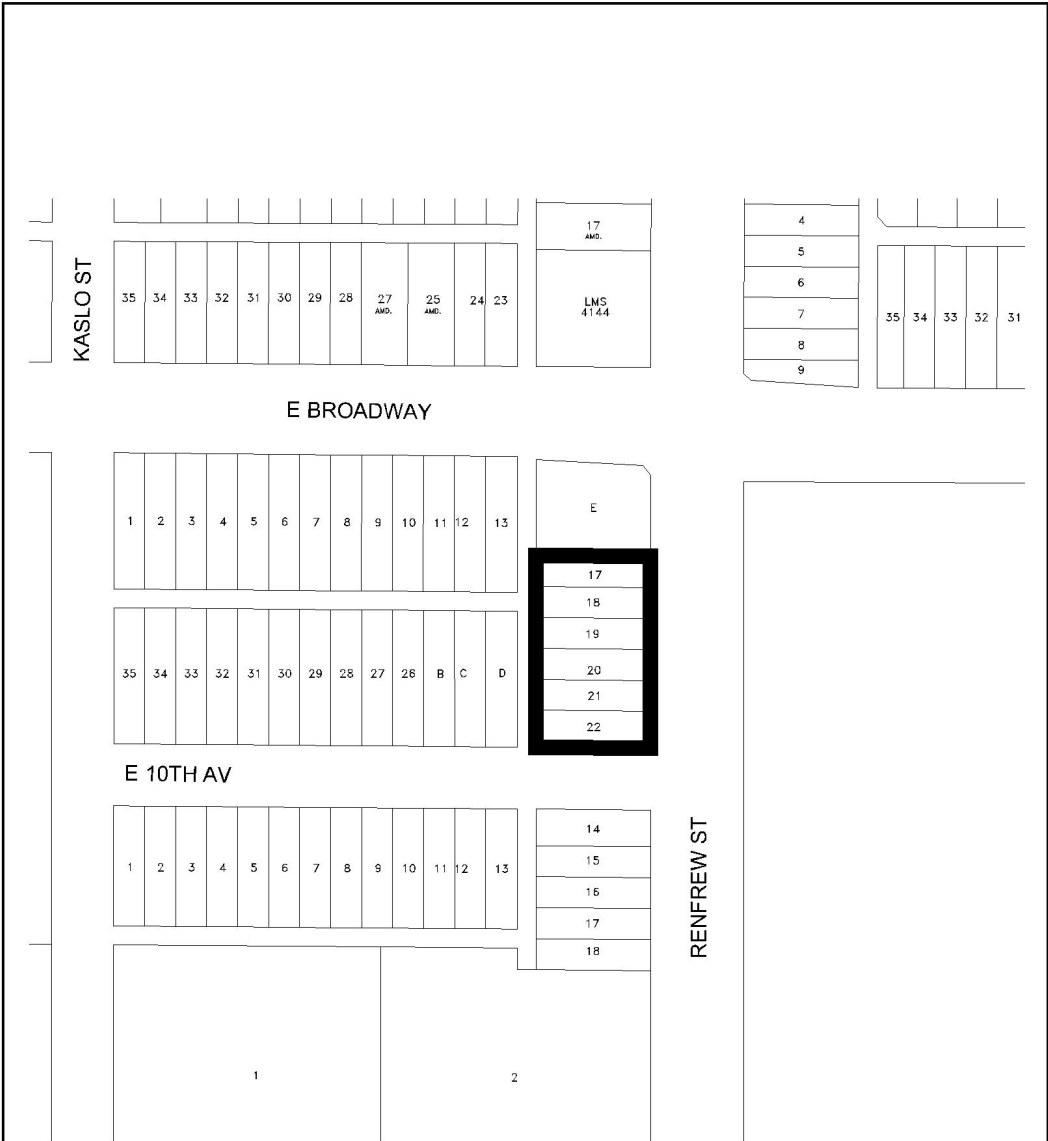 4
17
AMD.
5
KASLO ST
35 34 33 32 31 30 29 28 27 25 24 23
AMD. AMD.
LMS
4144
6
7
8
9
35 34 33 32 31
E BROADWAY
E
1 2 3 4 5 6 7 8 9 10 11 12 13
17
18
19
20
21
22
35 34 33 32 31 30 29 28 27 26 B C D
E 10TH AV
RENFREW ST
14
15
16
17
18
1 2 3 4 5 6 7 8 9 10 11 12 13
1 2